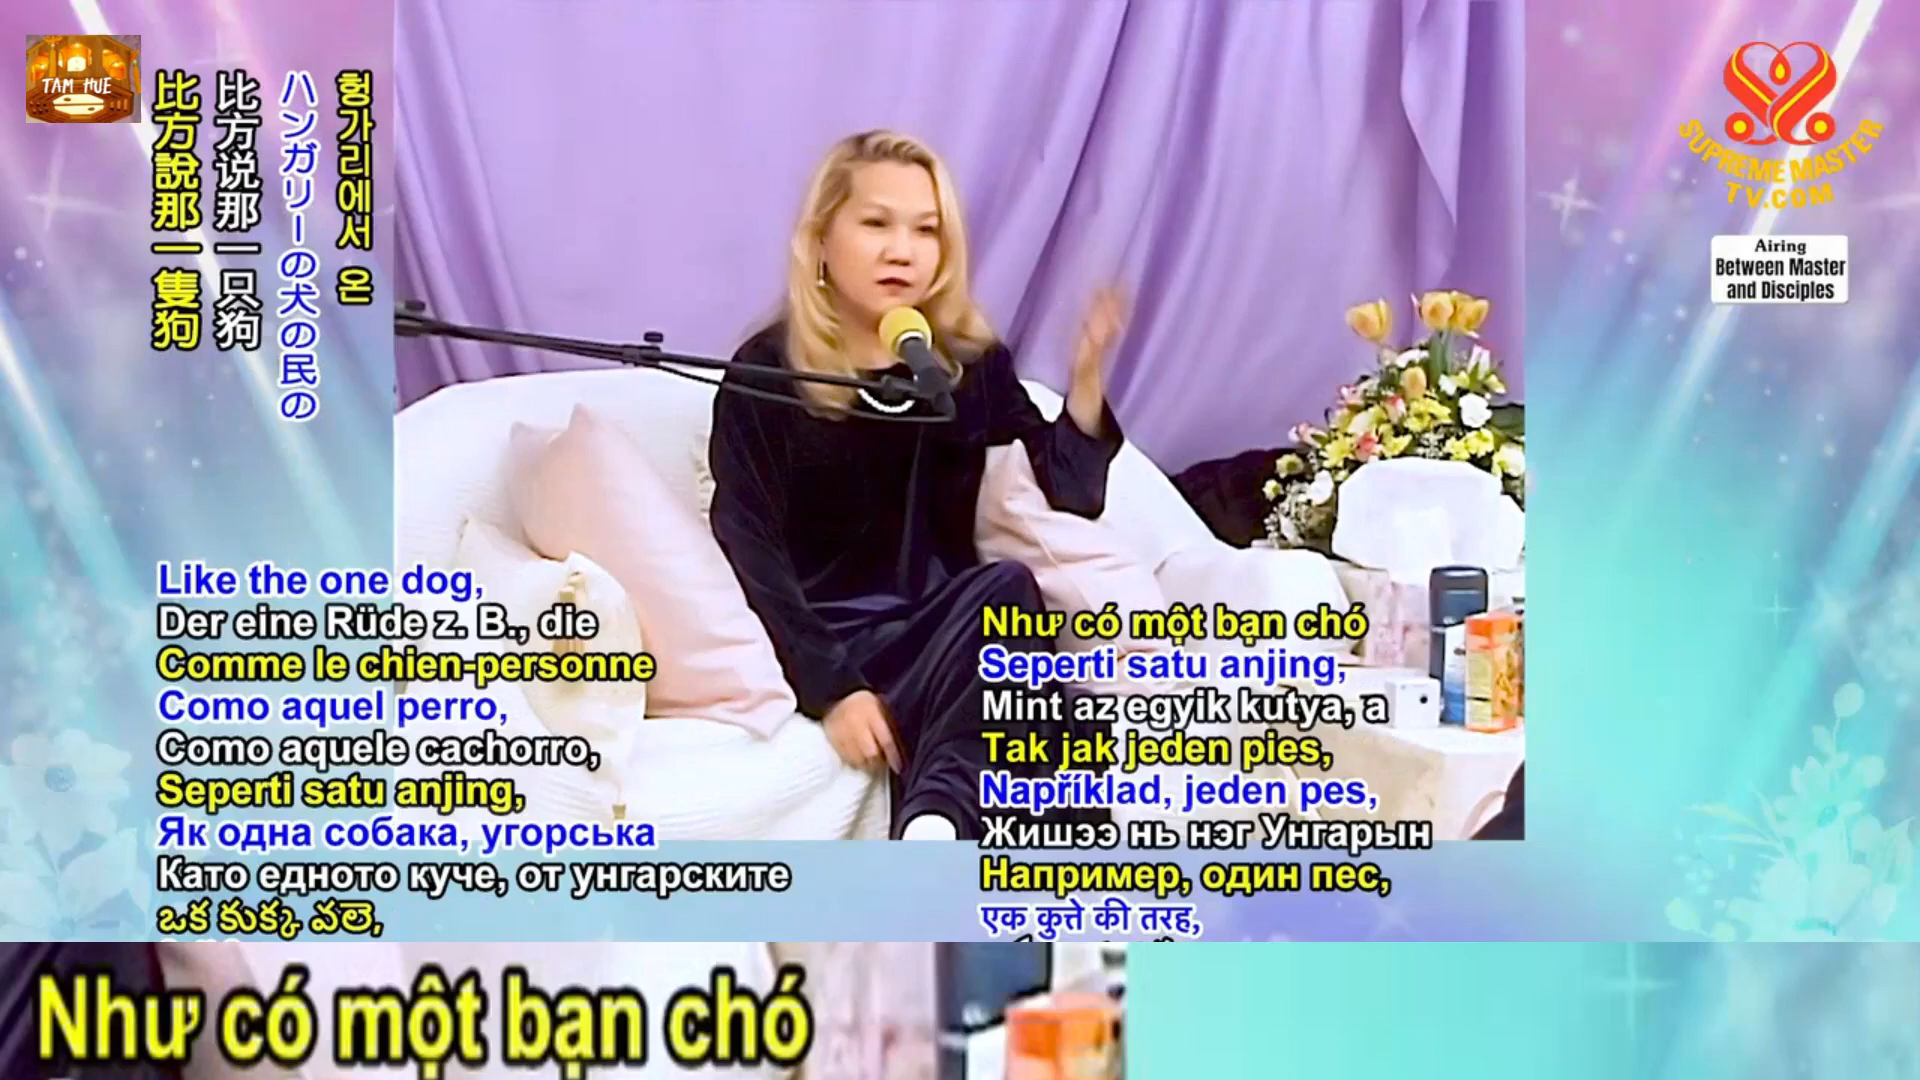 TAM HUE
比方說那一隻狗
比方说那一只狗
ハンガリーの犬の民の
헝가리에서 온
SUPREME MASTER
TV.COM
Airing
Between Master
and Disciples
Like the one dog,
Der eine Rüde z. B., die
Comme le chien-personne
Como aquel perro,
Como aquele cachorro,
Seperti satu anjing,
Як одна собака, угорська
Като едното куче, от унгарските
ఒక కుక్క వలె,
Như có một bạn chó
Seperti satu anjing,
Mint az egyik kutya, a
Tak jak jeden pies,
Například, jeden pes,
Жишээ нь нэг Унгарын
Например, один пес,
एक कुत्ते की तरह,
Như có một bạn chó